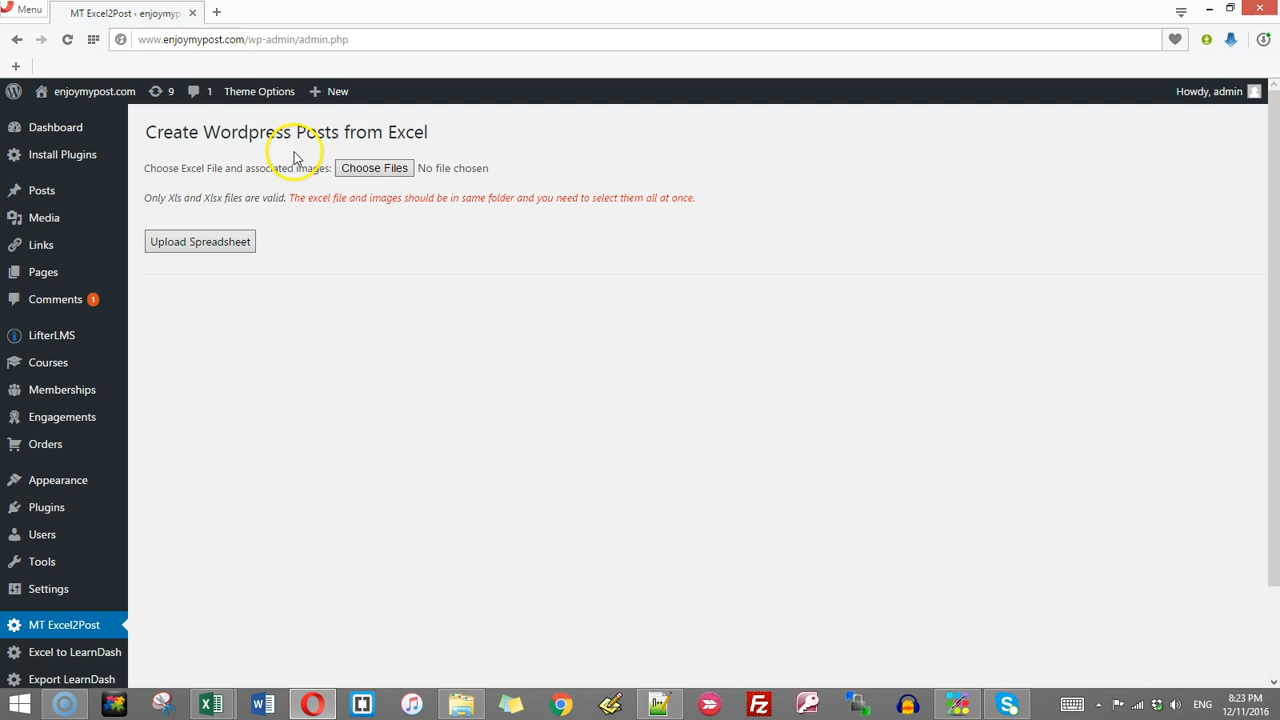 Menu
MT Excel2Post ‹ enjoymyp
www.enjoymypost.com/wp-admin/admin.php
enjoymypost.com 9 1 Theme Options New
Howdy, admin
Dashboard
Install Plugins
Posts
Media
Links
Pages
Comments 1
LifterLMS
Courses
Memberships
Engagements
Orders
Appearance
Plugins
Users
Tools
Settings
MT Excel2Post
Excel to LearnDash
Export LearnDash
Create Wordpress Posts from Excel
Choose Excel File and associated images: Choose Files No file chosen
Only Xls and Xlsx files are valid. The excel file and images should be in same folder and you need to select them all at once.
Upload Spreadsheet
ENG
8:23 PM
12/11/2016